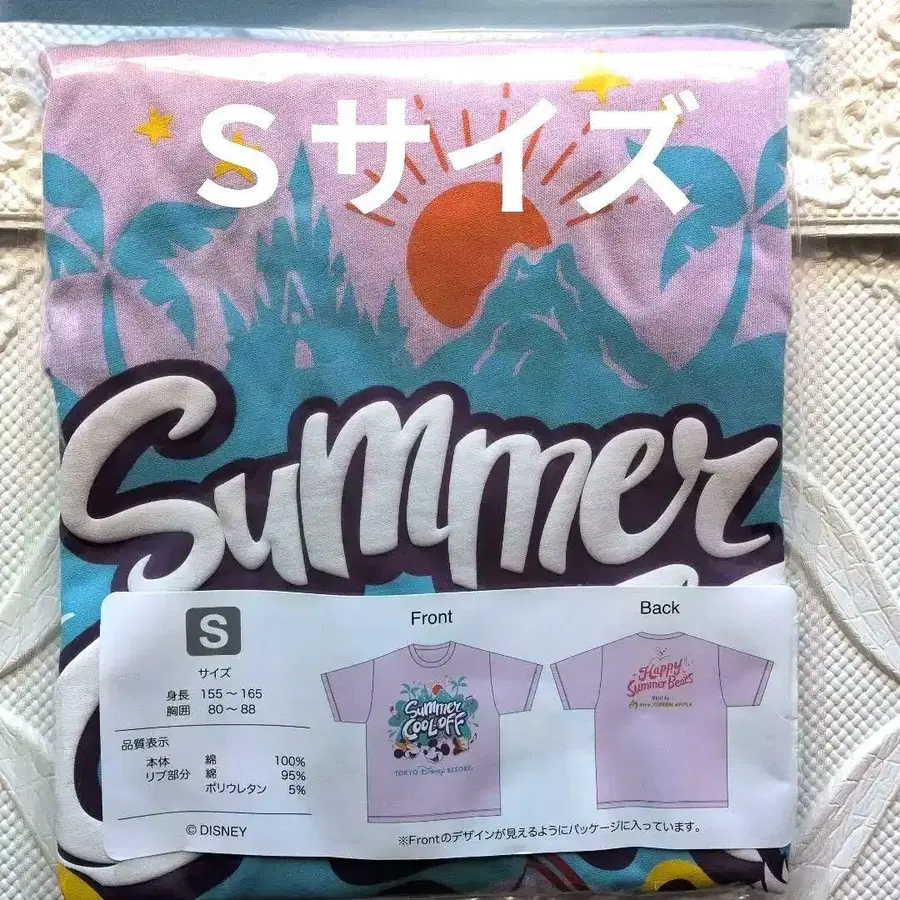 Sサイズ
Summer
S
サイズ
身長 155～165
胸囲 80～88
品質表示
本体 綿 100%
リブ部分 綿 95%
ポリウレタン 5%
©DISNEY
Front
Summer
COOL-OFF
TOKYO Disney RESORT
Back
Happy
Summer Beats
Mrs. GREEN APPLE
※Frontのデザインが見えるようにパッケージに入っています。